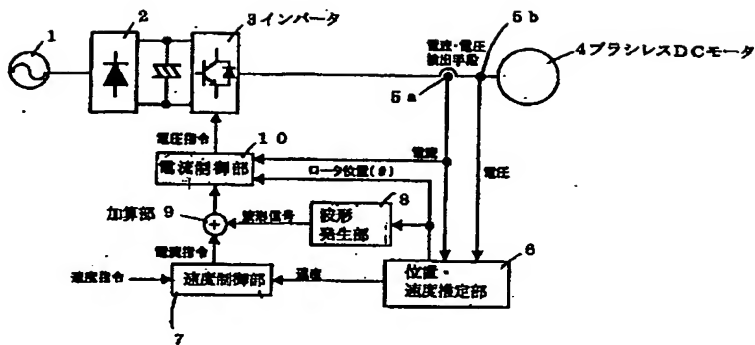 1
2
3インバータ
電流・電圧
検出手段
5b
4ブラシレスDCモータ
5a
電圧指令
10
電流制御部
電流
ロータ位置(θ)
電圧
加算部 9
波形信号
8
波形
発生部
電流指令
6
速度指令
速度制御部
速度
位置・
速度推定部
7